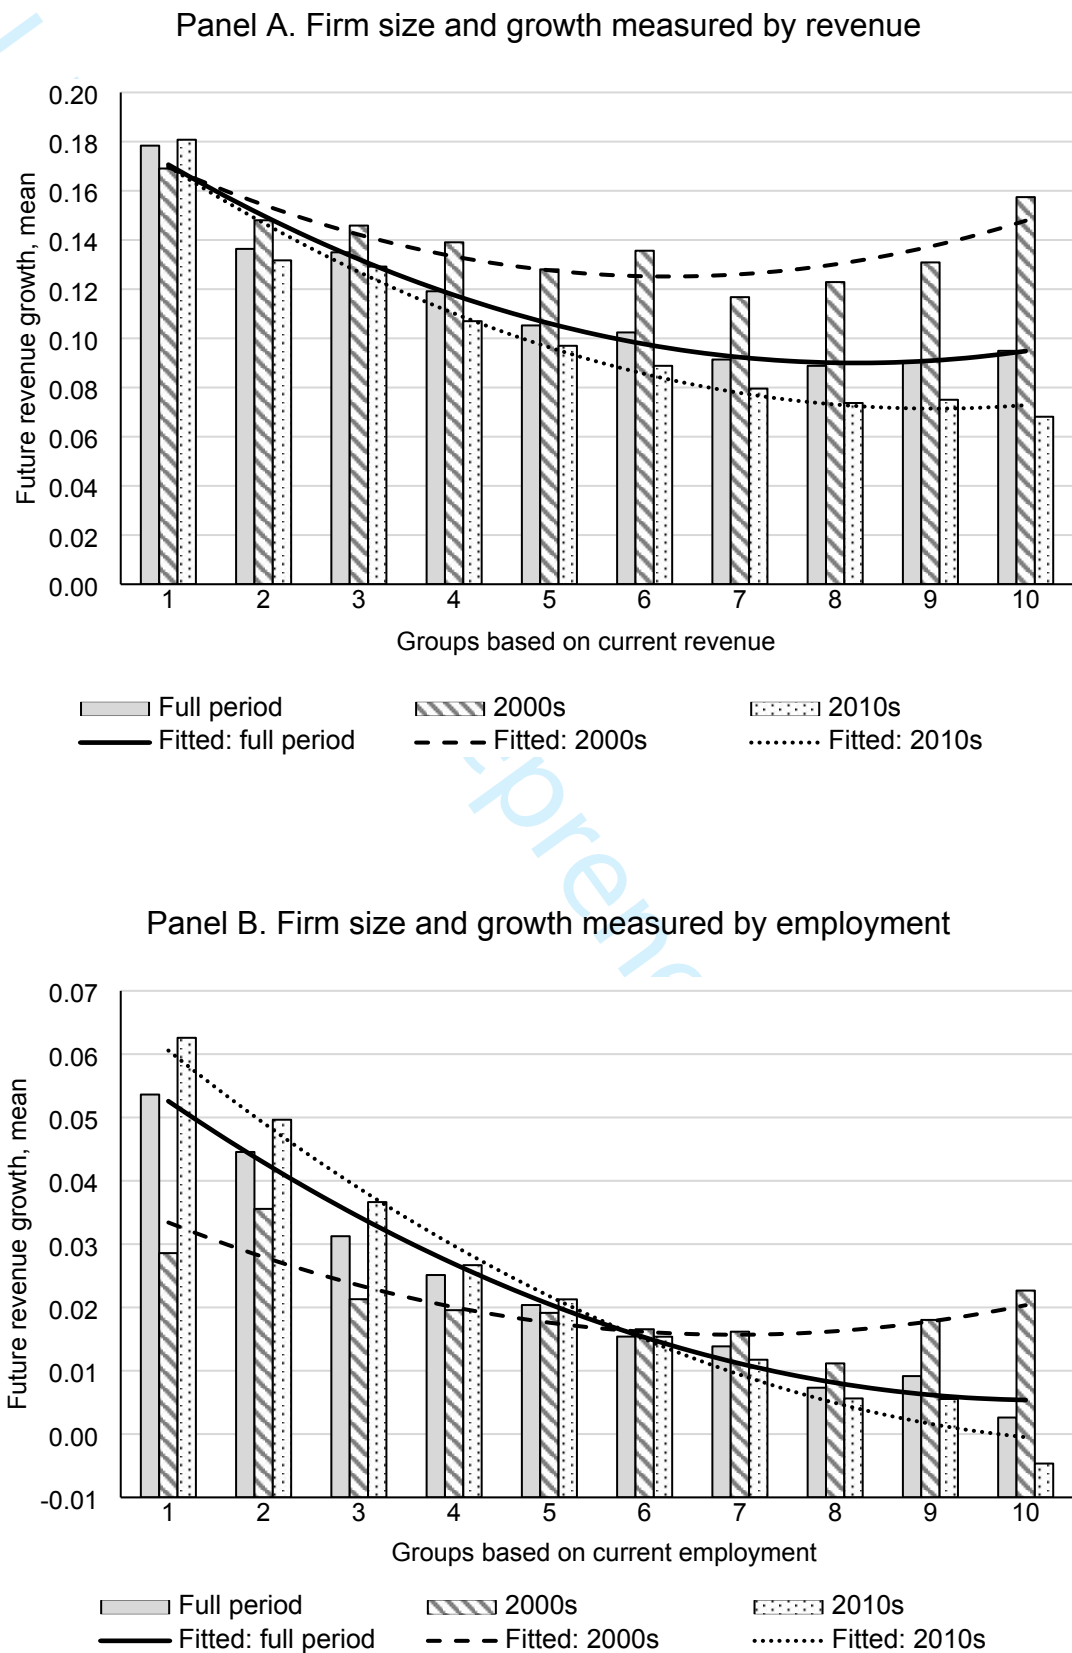 Panel A. Firm size and growth measured by revenue
Future revenue growth, mean
0.20
0.18
0.16
0.14
0.12
0.10
0.08
0.06
0.04
0.02
0.00
1 2 3 4 5 6 7 8 9 10
Groups based on current revenue
Full period 2000s 2010s
Fitted: full period Fitted: 2000s Fitted: 2010s
Panel B. Firm size and growth measured by employment
Future revenue growth, mean
0.07
0.06
0.05
0.04
0.03
0.02
0.01
0.00
-0.01
1 2 3 4 5 6 7 8 9 10
Groups based on current employment
Full period 2000s 2010s
Fitted: full period Fitted: 2000s Fitted: 2010s